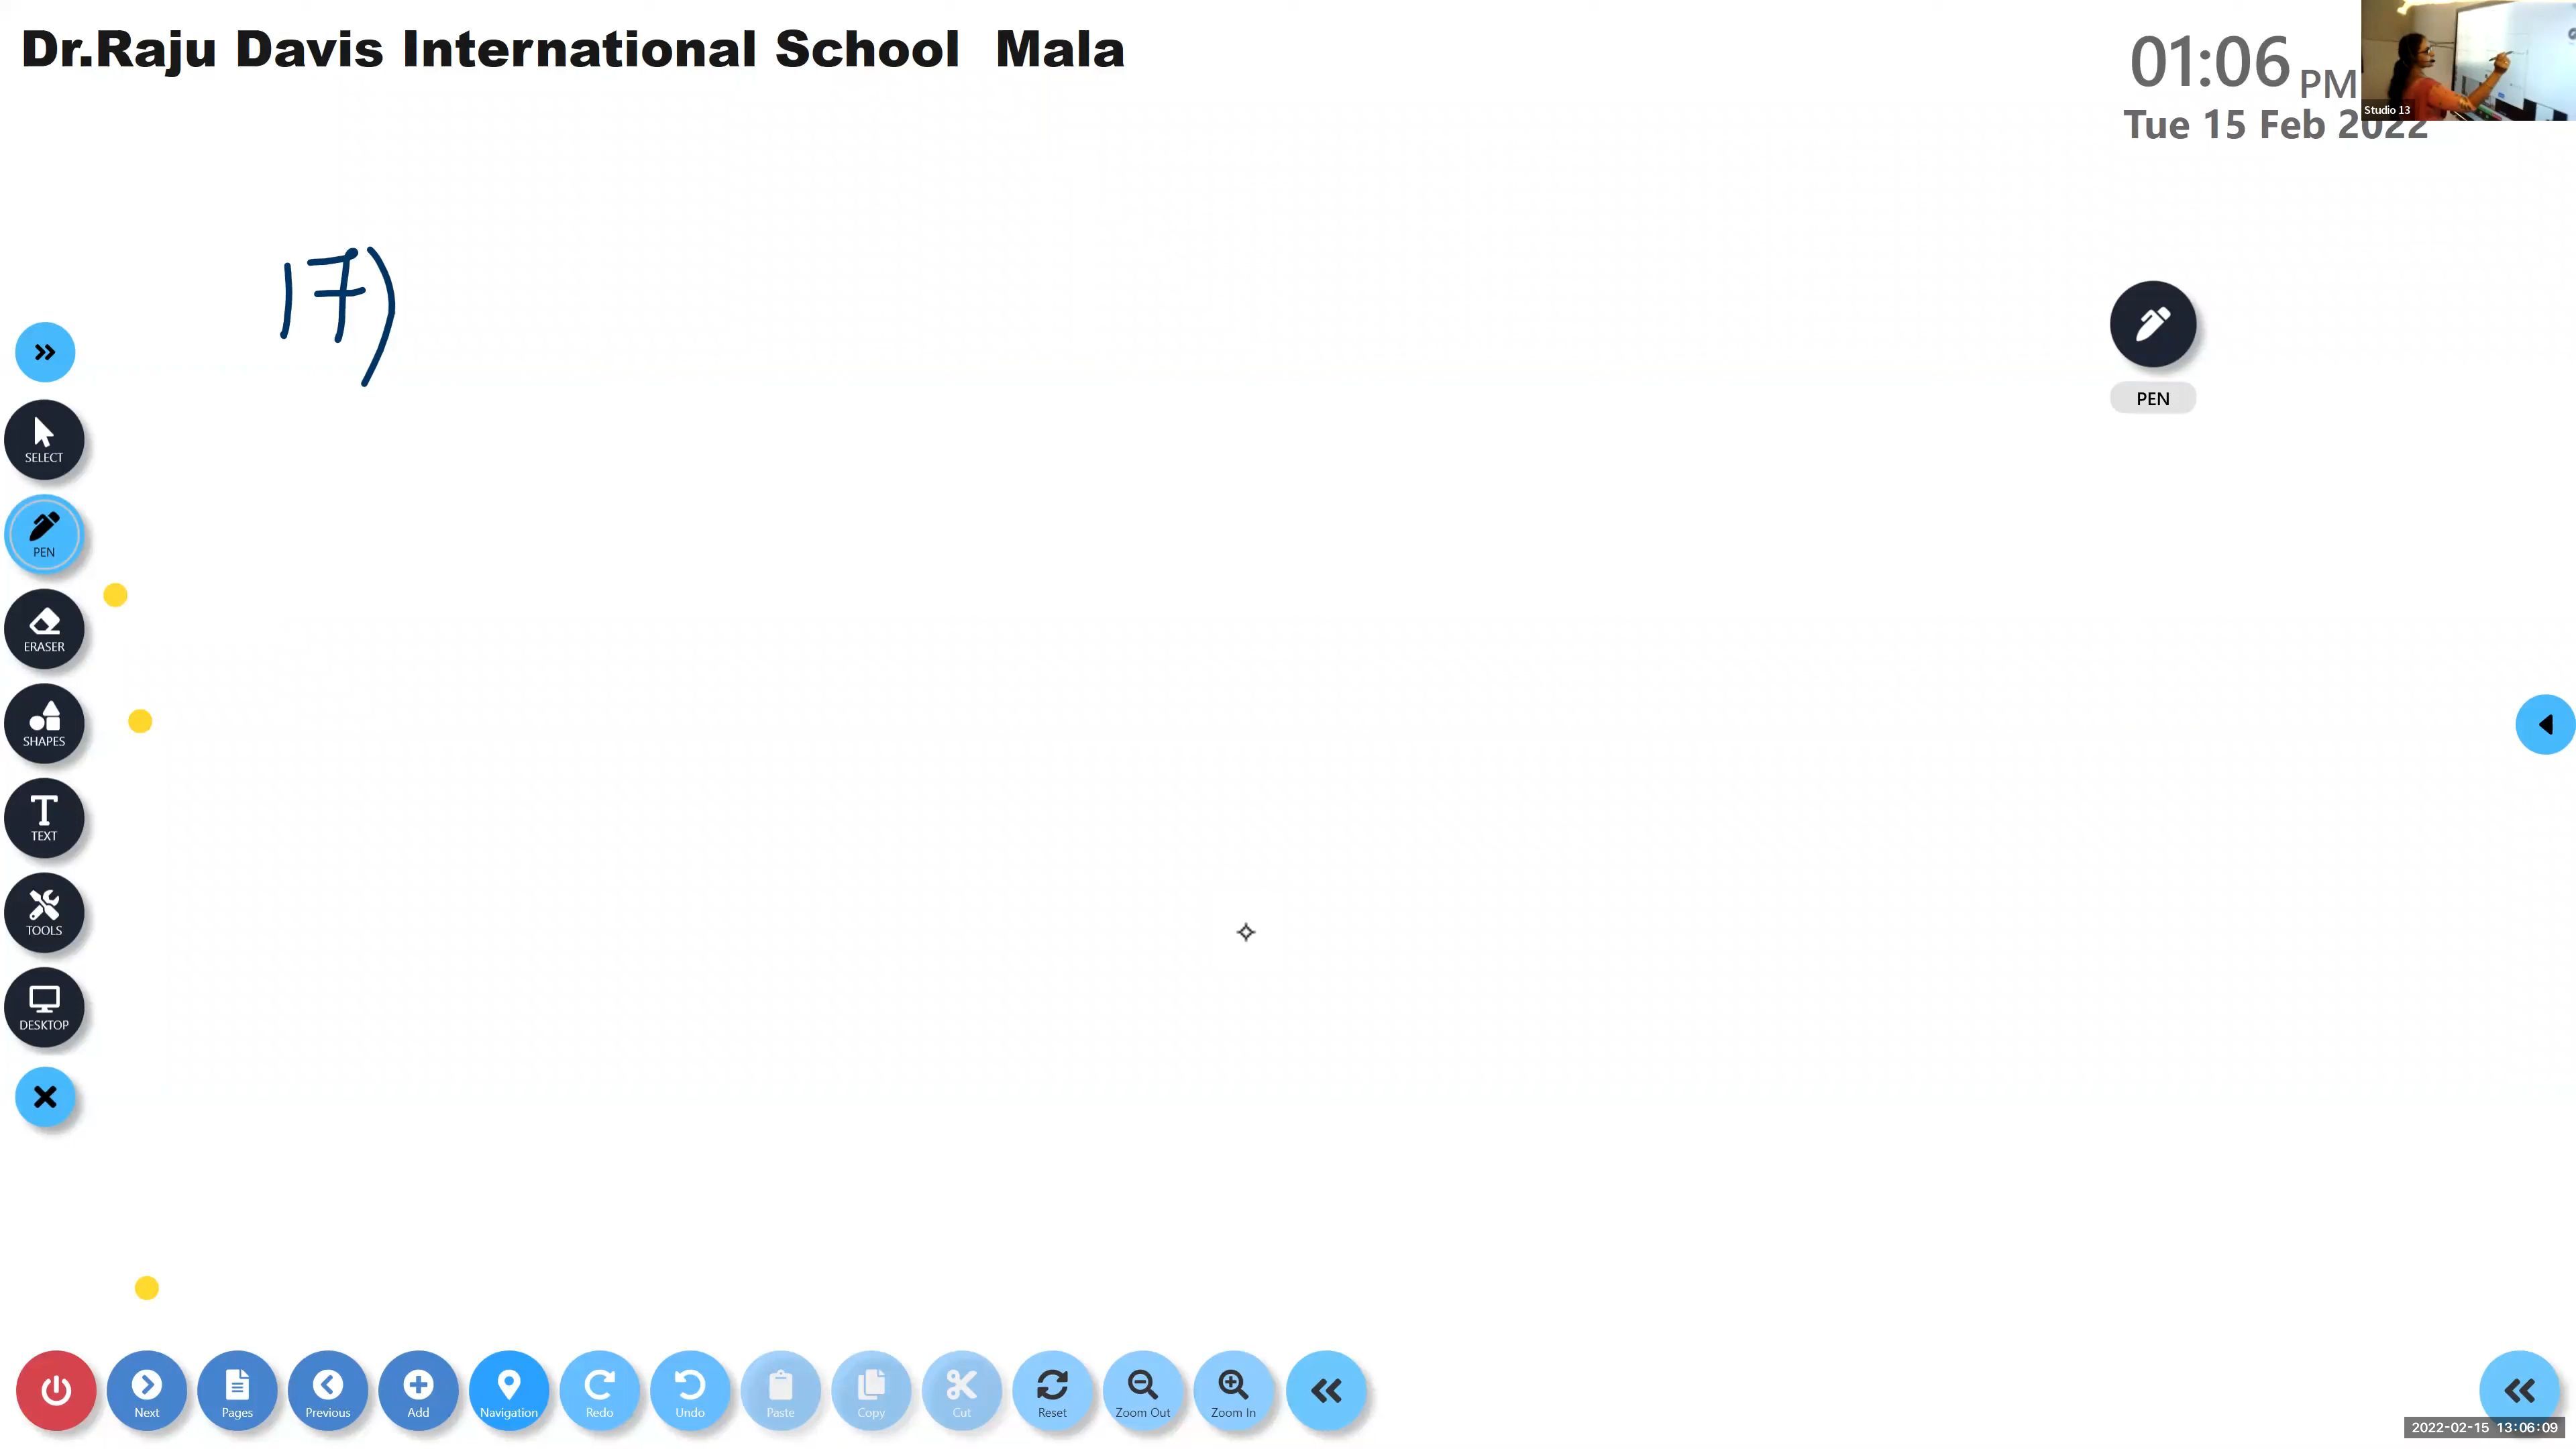 Dr.Raju Davis International School Mala
01:06 PM
Tue 15 Feb 2022
Studio 13
17)
PEN
SELECT
PEN
ERASER
SHAPES
TEXT
TOOLS
DESKTOP
Next
Pages
Previous
Add
Navigation
Redo
Undo
Paste
Copy
Cut
Reset
Zoom Out
Zoom In
2022-02-15 13:06:09